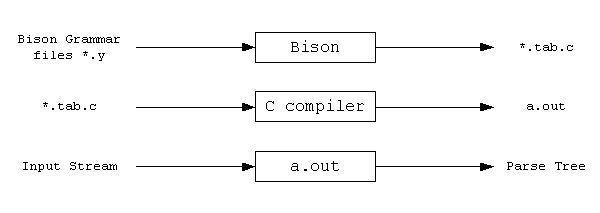 Bison Grammar
files *.y
Bison
*.tab.c
*.tab.c
C compiler
a.out
Input Stream
a.out
Parse Tree